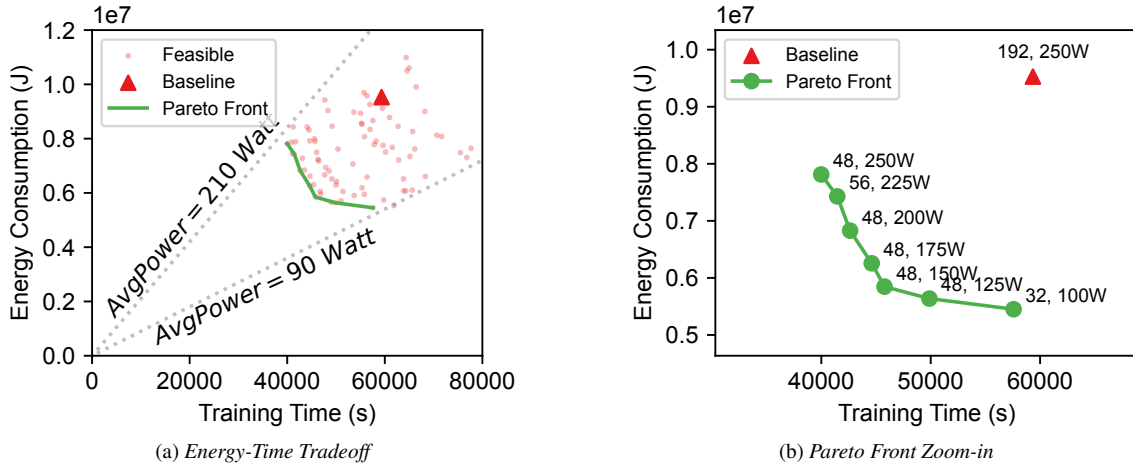 1e7
1.2
1.0
0.8
0.6
0.4
0.2
0.0
Energy Consumption (J)
Feasible
Baseline
Pareto Front
AvgPower = 210 Watt
AvgPower = 90 Watt
0 20000 40000 60000 80000
Training Time (s)
(a) Energy-Time Tradeoff
1e7
1.0
0.9
0.8
0.7
0.6
0.5
Energy Consumption (J)
Baseline
Pareto Front
192, 250W
48, 250W
56, 225W
48, 200W
48, 175W
48, 150W
48, 125W
32, 100W
40000 50000 60000
Training Time (s)
(b) Pareto Front Zoom-in